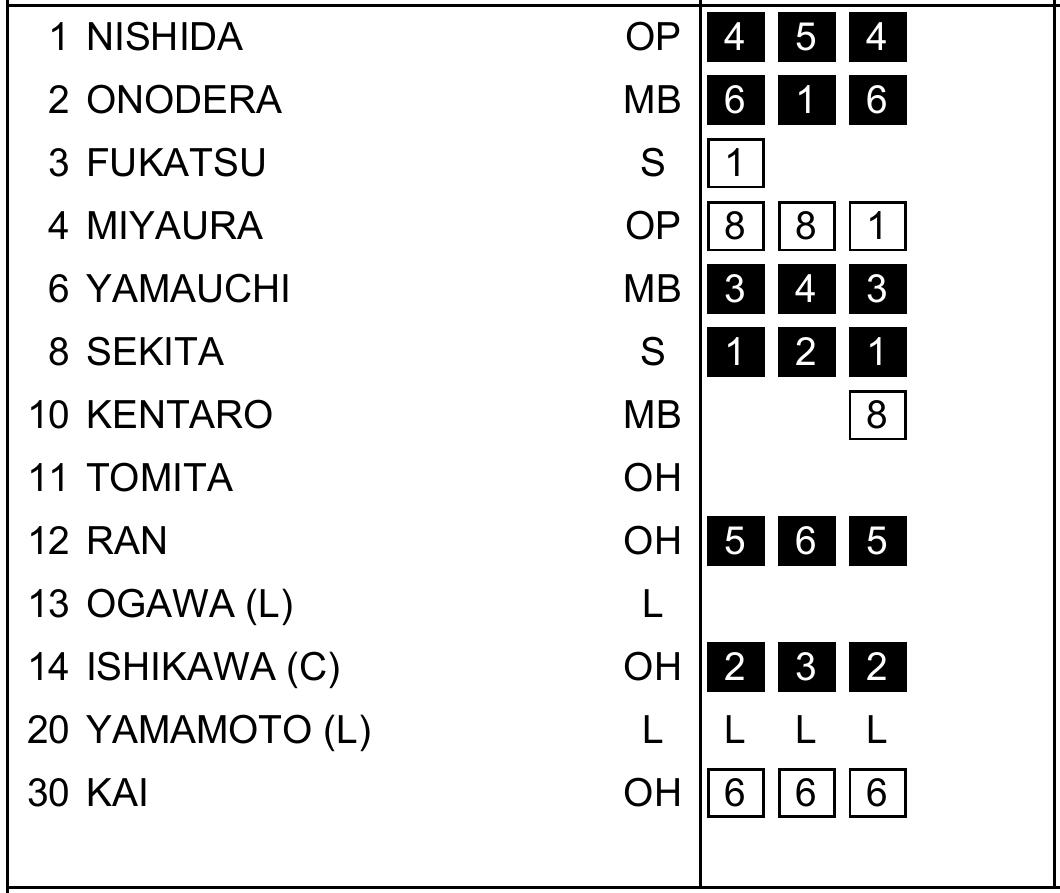 1 NISHIDA OP 4 5 4
2 ONODERA MB 6 1 6
3 FUKATSU S 1
4 MIYAURA OP 8 8 1
6 YAMAUCHI MB 3 4 3
8 SEKITA S 1 2 1
10 KENTARO MB 8
11 TOMITA OH
12 RAN OH 5 6 5
13 OGAWA (L) L
14 ISHIKAWA (C) OH 2 3 2
20 YAMAMOTO (L) L L L L
30 KAI OH 6 6 6